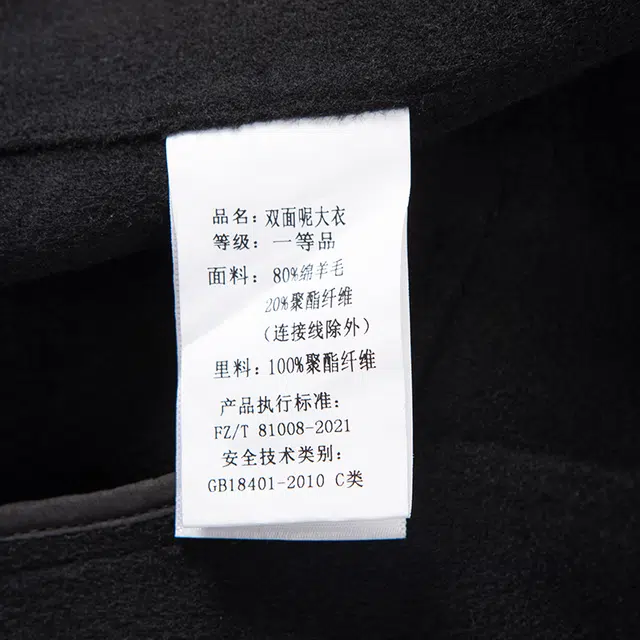 品名：双面呢大衣
等级：一等品
面料：80%绵羊毛
20%聚酯纤维
（连接线除外）
里料：100%聚酯纤维
产品执行标准：
FZ/T 81008-2021
安全技术类别：
GB18401-2010 C类